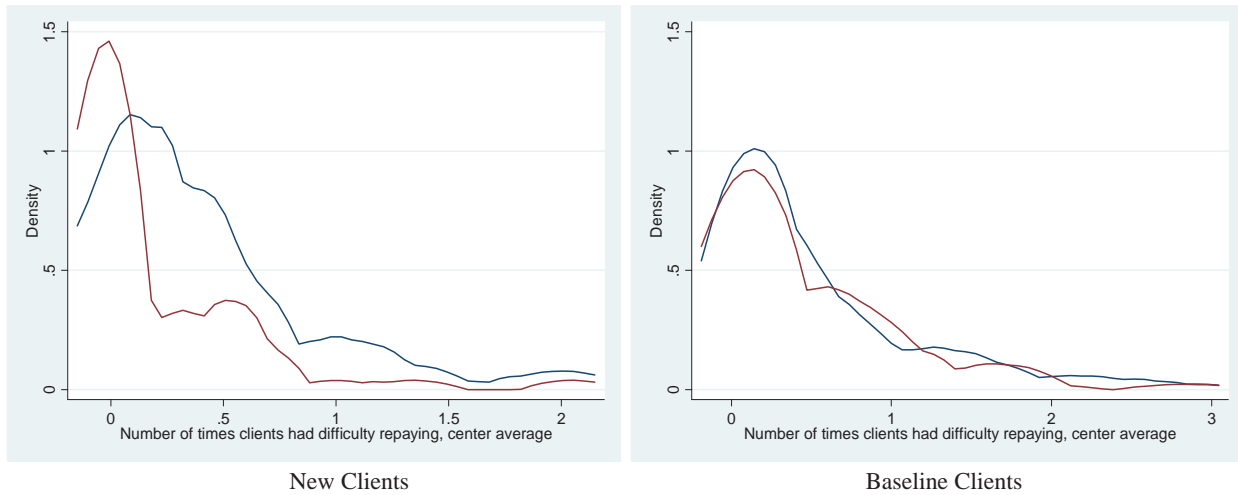 1.5
1
.5
0
Density
0 .5 1 1.5 2
Number of times clients had difficulty repaying, center average
New Clients
1.5
1
.5
0
Density
0 1 2 3
Number of times clients had difficulty repaying, center average
Baseline Clients